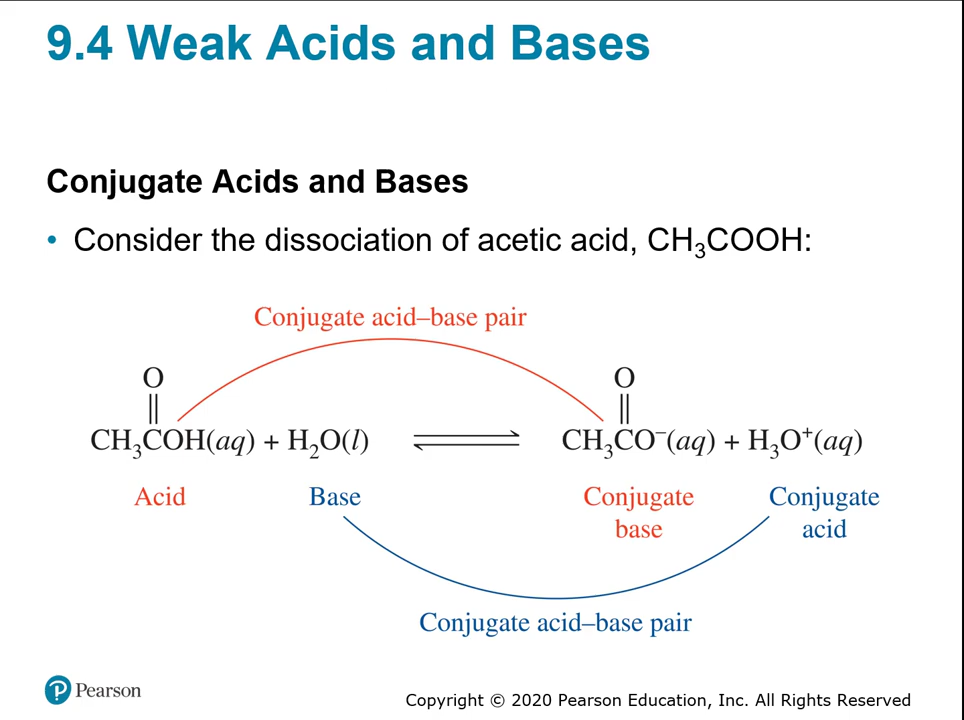 9.4 Weak Acids and Bases
Conjugate Acids and Bases
• Consider the dissociation of acetic acid, CH₃COOH:
Conjugate acid–base pair
O O
|| ||
CH₃COH(aq) + H₂O(l) ⇌ CH₃CO⁻(aq) + H₃O⁺(aq)
Acid Base Conjugate Conjugate
base acid
Conjugate acid–base pair
P Pearson
Copyright © 2020 Pearson Education, Inc. All Rights Reserved